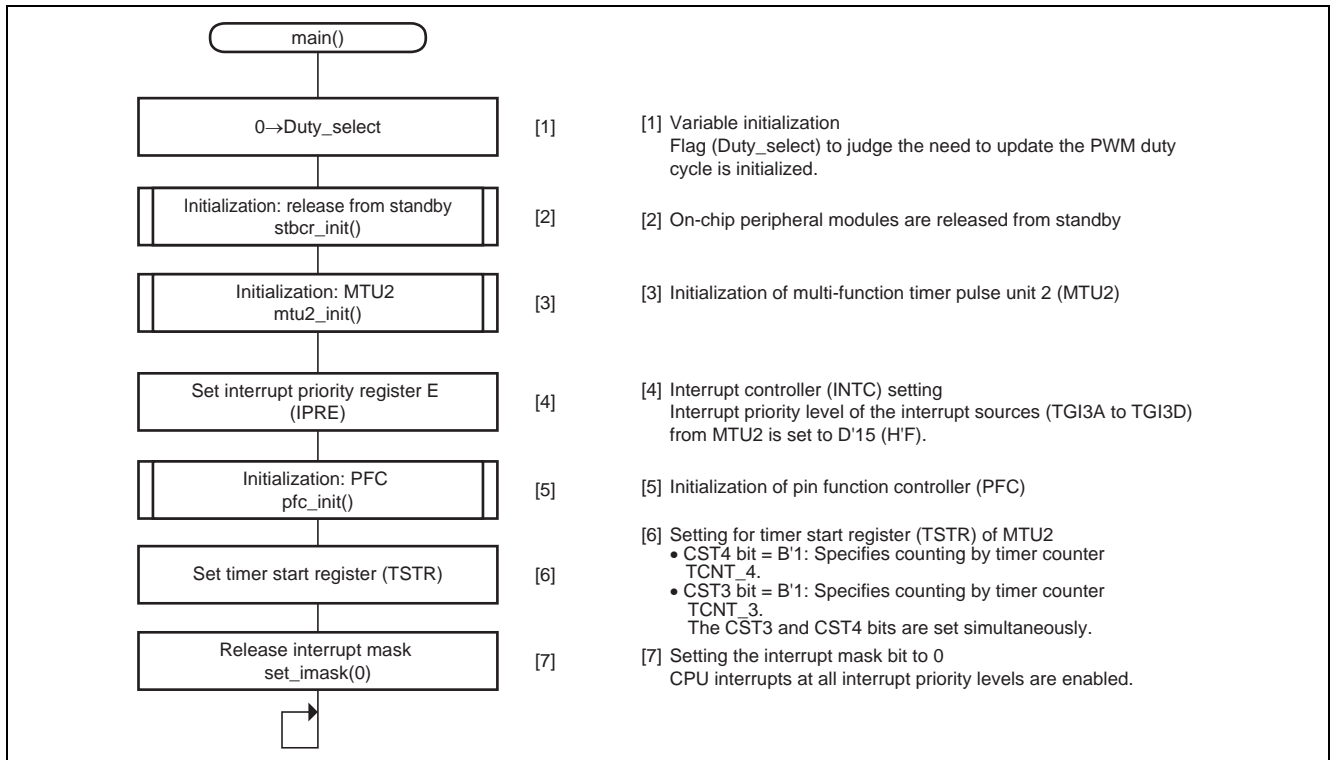 main()
0→Duty_select
[1]
[1] Variable initialization
Flag (Duty_select) to judge the need to update the PWM duty
cycle is initialized.
Initialization: release from standby
stbcr_init()
[2]
[2] On-chip peripheral modules are released from standby
Initialization: MTU2
mtu2_init()
[3]
[3] Initialization of multi-function timer pulse unit 2 (MTU2)
Set interrupt priority register E
(IPRE)
[4]
[4] Interrupt controller (INTC) setting
Interrupt priority level of the interrupt sources (TGI3A to TGI3D)
from MTU2 is set to D'15 (H'F).
Initialization: PFC
pfc_init()
[5]
[5] Initialization of pin function controller (PFC)
Set timer start register (TSTR)
[6]
[6] Setting for timer start register (TSTR) of MTU2
• CST4 bit = B'1: Specifies counting by timer counter
TCNT_4.
• CST3 bit = B'1: Specifies counting by timer counter
TCNT_3.
The CST3 and CST4 bits are set simultaneously.
Release interrupt mask
set_imask(0)
[7]
[7] Setting the interrupt mask bit to 0
CPU interrupts at all interrupt priority levels are enabled.